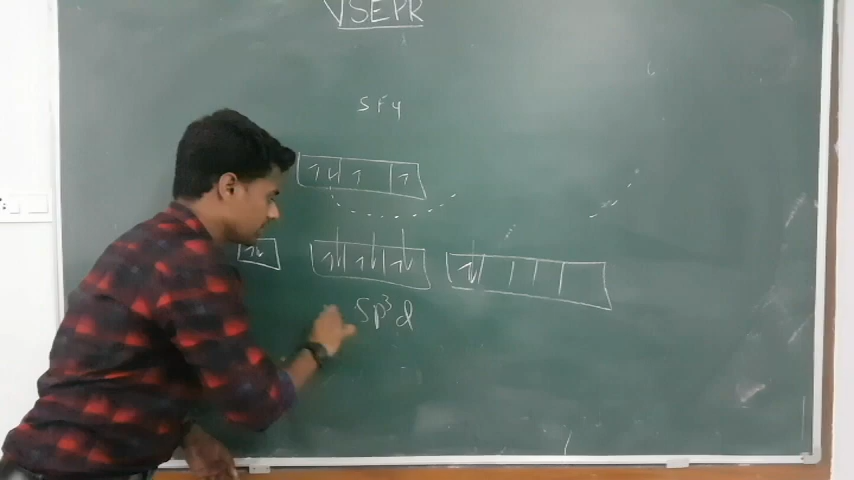 VSEPR
SF4
↿⇂ ↿ ↿
↿⇂ ↿⇂ ↿⇂ ↿⇂ ↿⇂
Sp³d